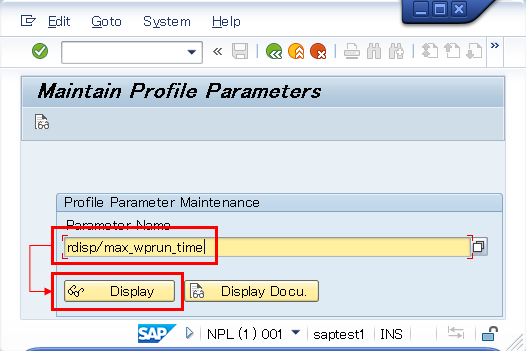 Edit Goto System Help
Maintain Profile Parameters
Profile Parameter Maintenance
Parameter Name
rdisp/max_wprun_time
Display Display Docu.
SAP NPL (1) 001 saptest1 INS